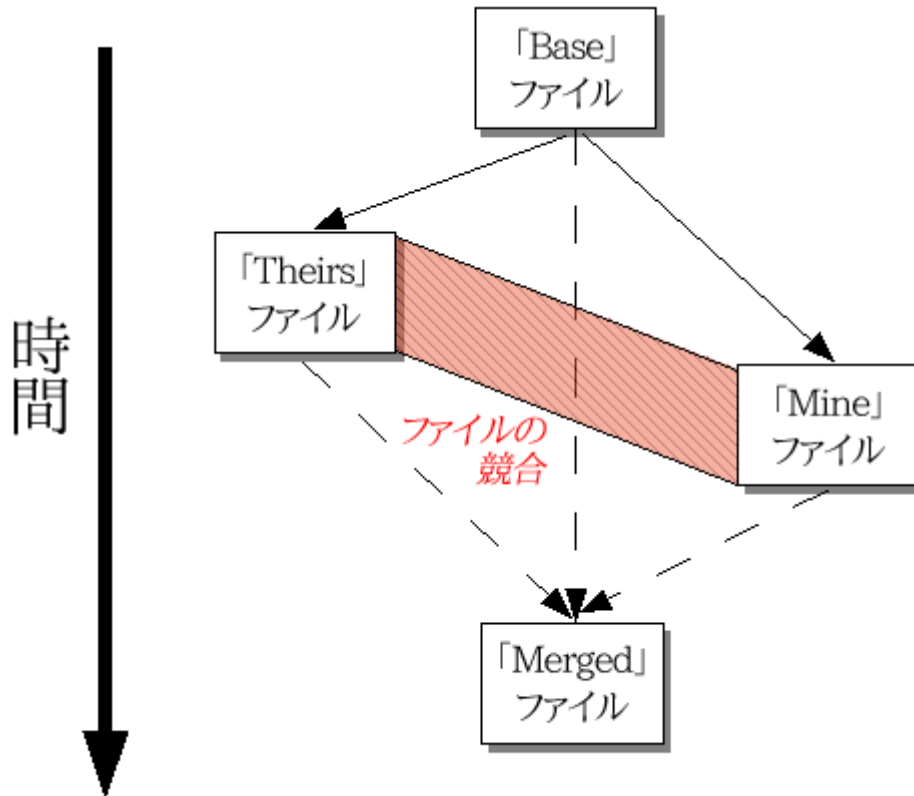 「Base」
ファイル
「Theirs」
ファイル
時間
「Mine」
ファイル
ファイルの
競合
「Merged」
ファイル